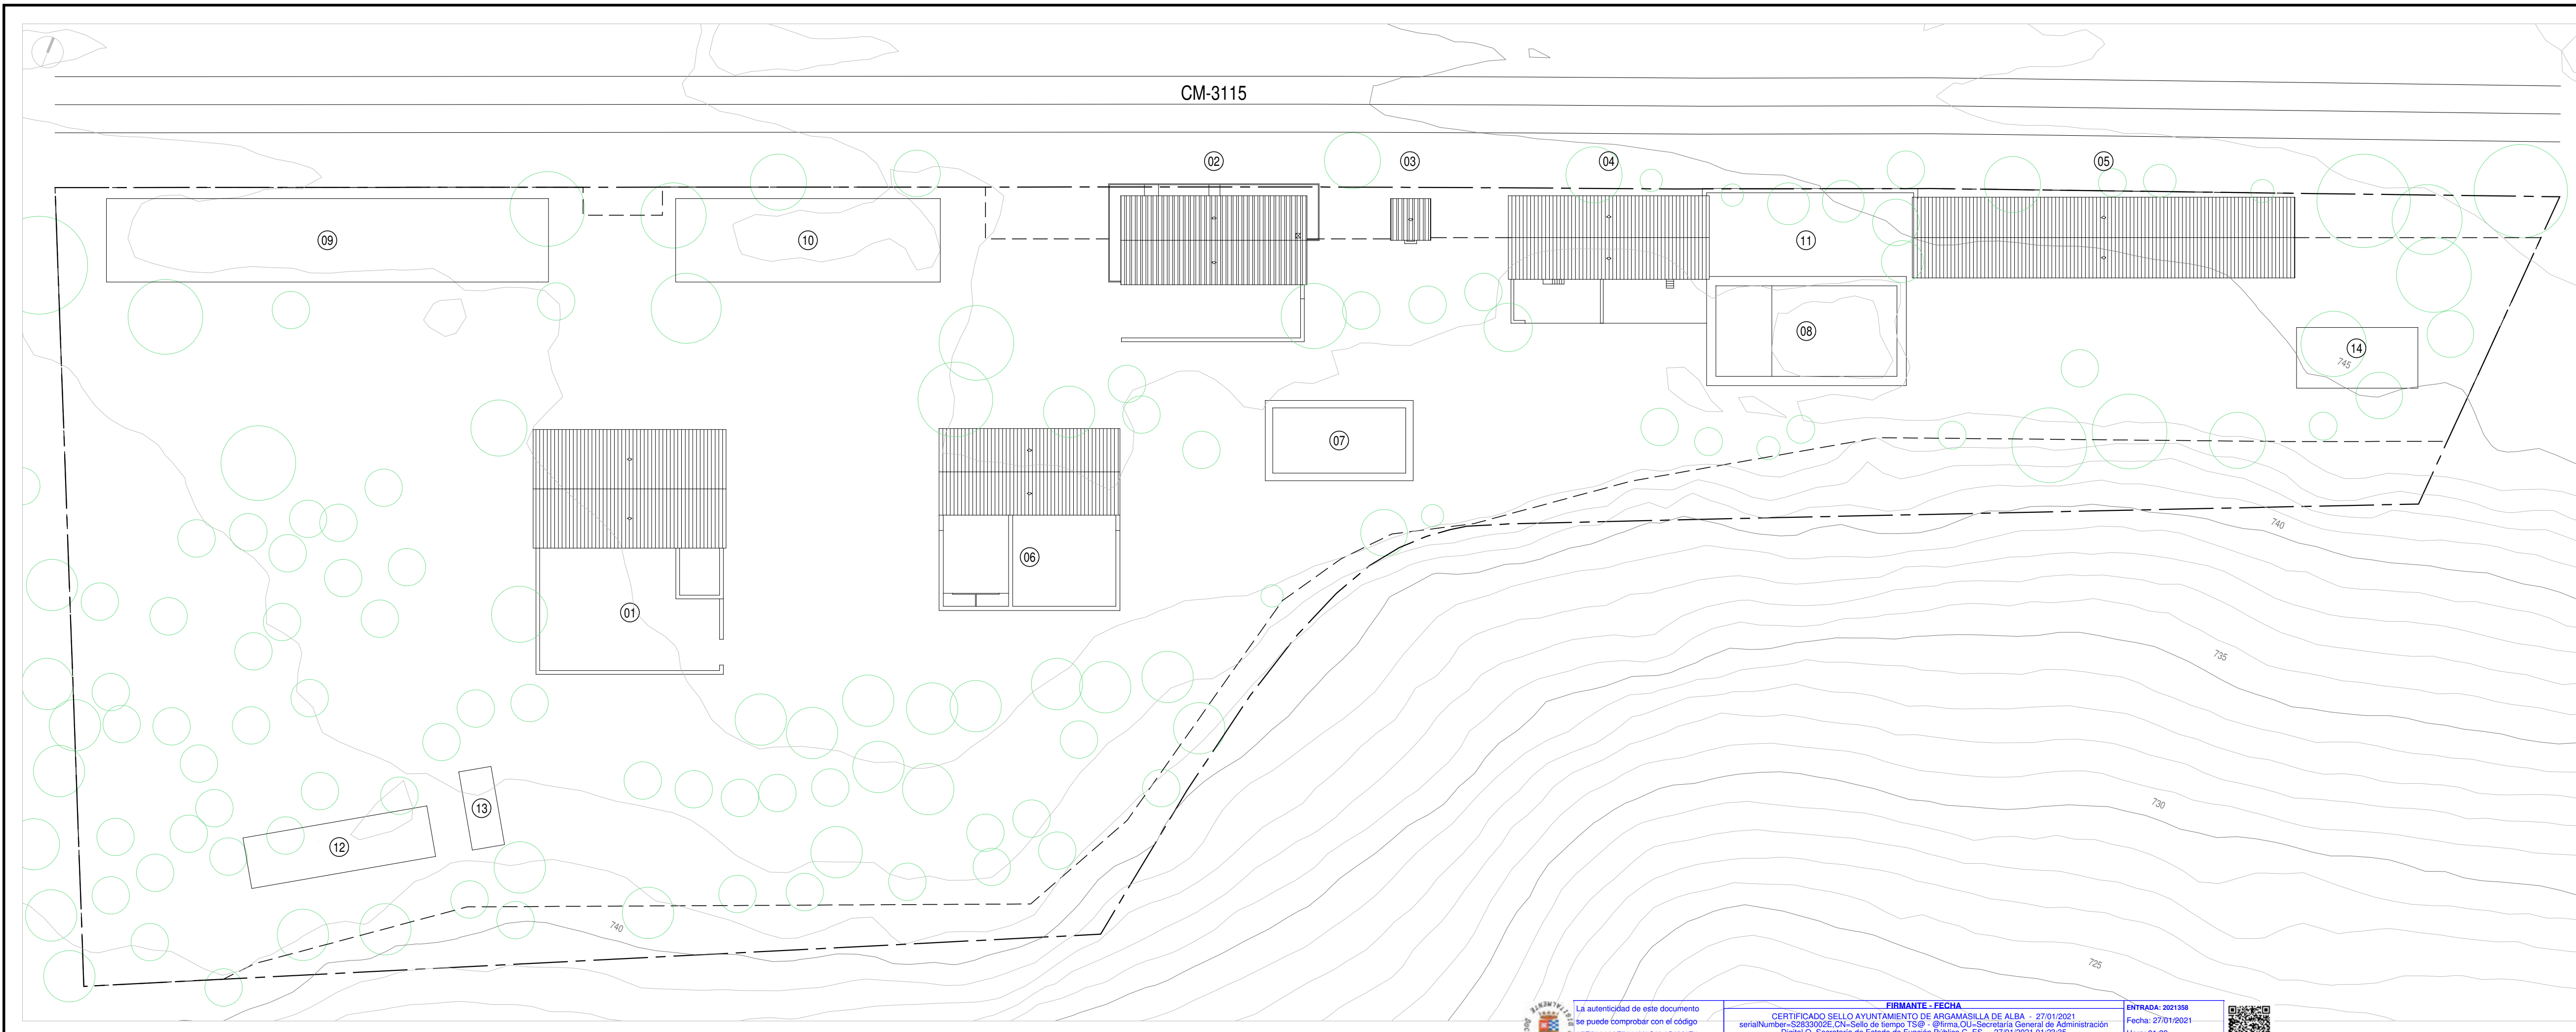 CM-3115
02
03
04
05
09
10
11
08
14
745
07
06
01
740
735
13
12
730
740
725
La autenticidad de este documento
se puede comprobar con el código
FIRMANTE - FECHA
CERTIFICADO SELLO AYUNTAMIENTO DE ARGAMASILLA DE ALBA - 27/01/2021
serialNumber=S2833002E,CN=Sello de tiempo TS@ - @firma,OU=Secretaría General de Administración
ENTRADA: 2021358
Fecha: 27/01/2021